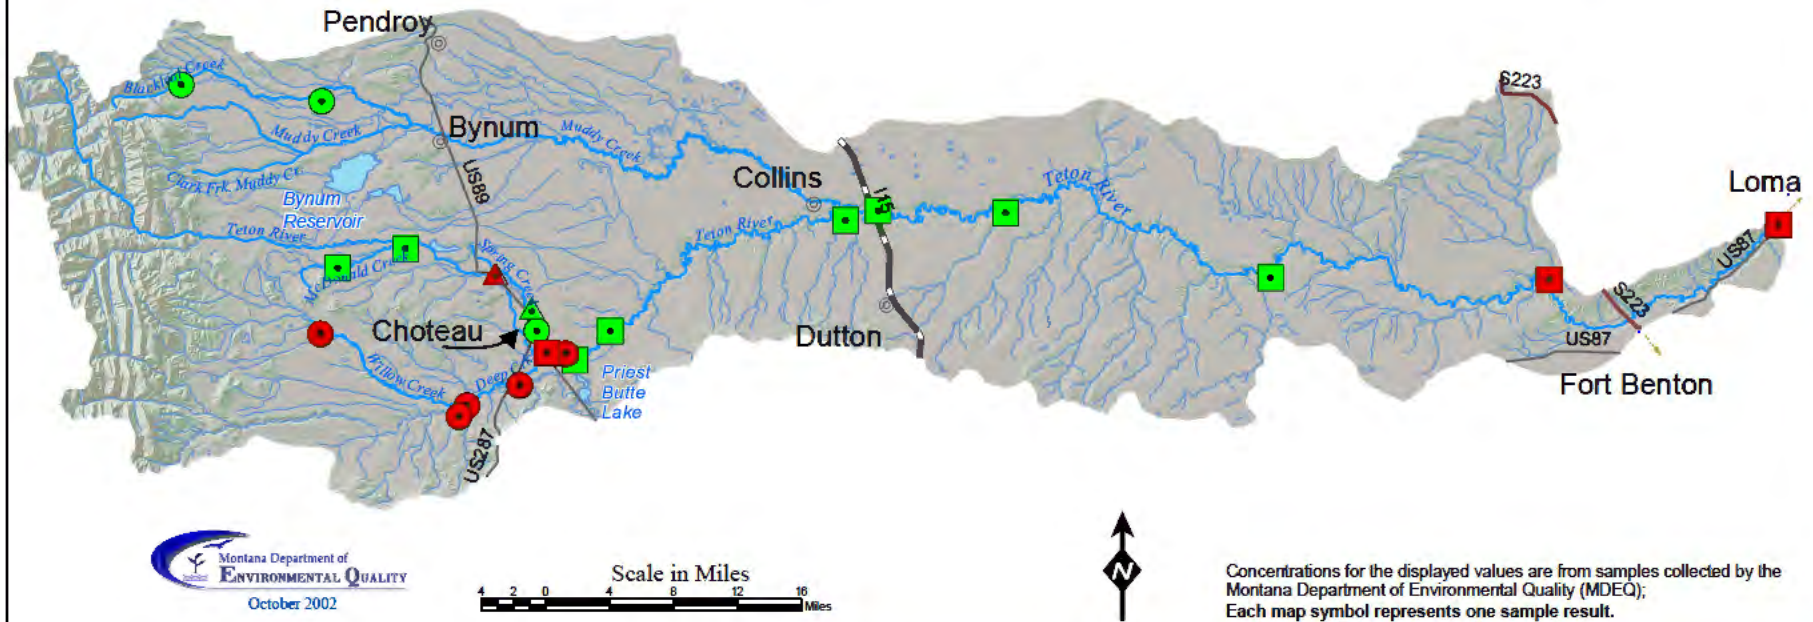 Pendroy
Blackleaf Creek
Muddy Creek
Bynum
Muddy Creek
Clark Frk. Muddy Cr.
Bynum
Reservoir
US89
Teton River
McDonald Creek
Spring Creek
Choteau
Willow Creek
Deep Cr.
US287
Priest
Butte
Lake
Teton River
Collins
I15
Dutton
Teton
River
S223
Loma
US87
S223
US87
Fort Benton
Montana Department of
ENVIRONMENTAL QUALITY
October 2002
Scale in Miles
4 2 0 4 8 12 16
Miles
N
Concentrations for the displayed values are from samples collected by the
Montana Department of Environmental Quality (MDEQ);
Each map symbol represents one sample result.